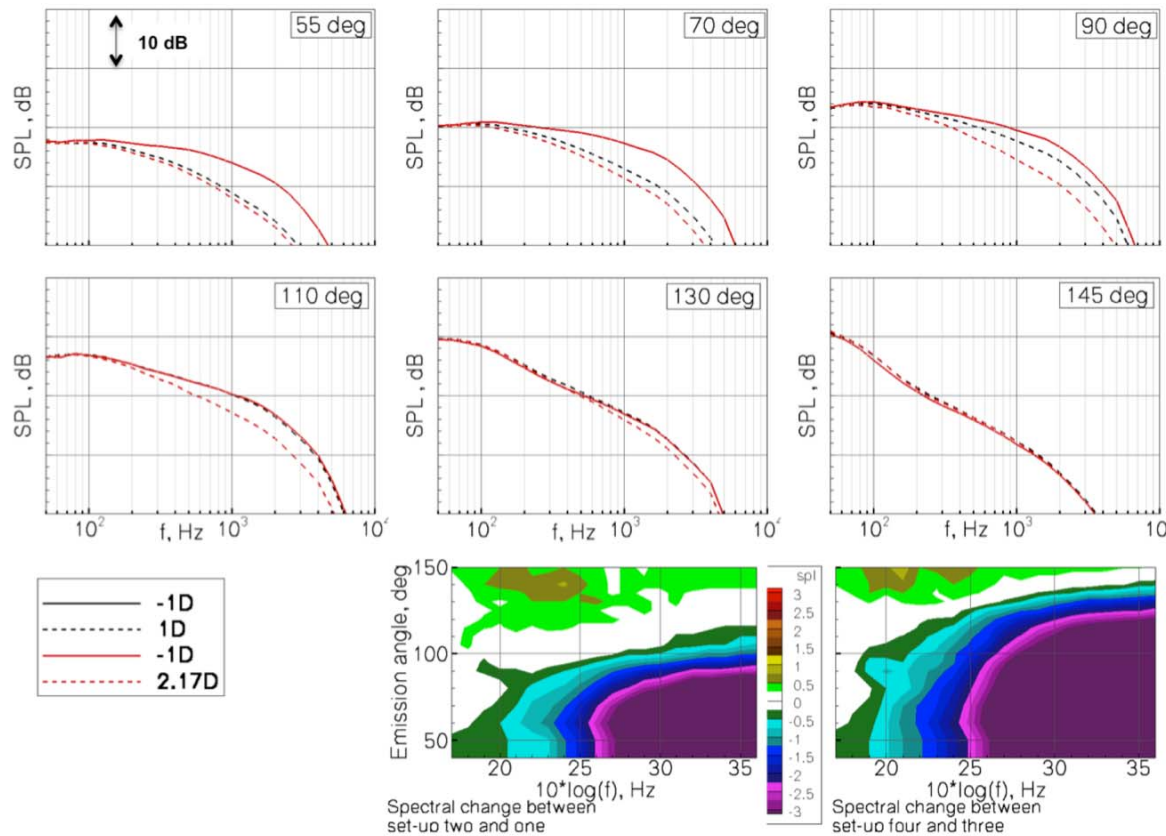 55 deg
10 dB
SPL, dB
70 deg
SPL, dB
90 deg
SPL, dB
110 deg
SPL, dB
10² 10³ 10
f, Hz
130 deg
SPL, dB
10² 10³ 10⁴
f, Hz
145 deg
SPL, dB
10² 10³ 10
f, Hz
-1D
1D
-1D
2.17D
150
100
50
Emission angle, deg
20 25 30 35
10*log(f), Hz
Spectral change between
set-up two and one
spl
3
2.5
2
1.5
1
0.5
0
-0.5
-1
-1.5
-2
-2.5
-3
20 25 30 35
10*log(f), Hz
Spectral change between
set-up four and three